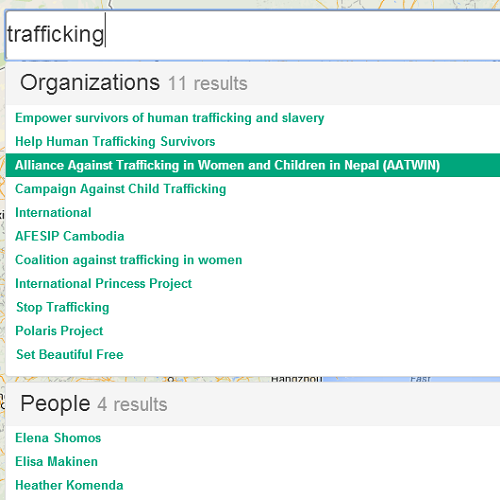 trafficking
Organizations 11 results
Empower survivors of human trafficking and slavery
Help Human Trafficking Survivors
Alliance Against Trafficking in Women and Children in Nepal (AATWIN)
Campaign Against Child Trafficking
International
AFESIP Cambodia
Coalition against trafficking in women
International Princess Project
Stop Trafficking
Polaris Project
Set Beautiful Free
People 4 results
Elena Shomos
Elisa Makinen
Heather Komenda